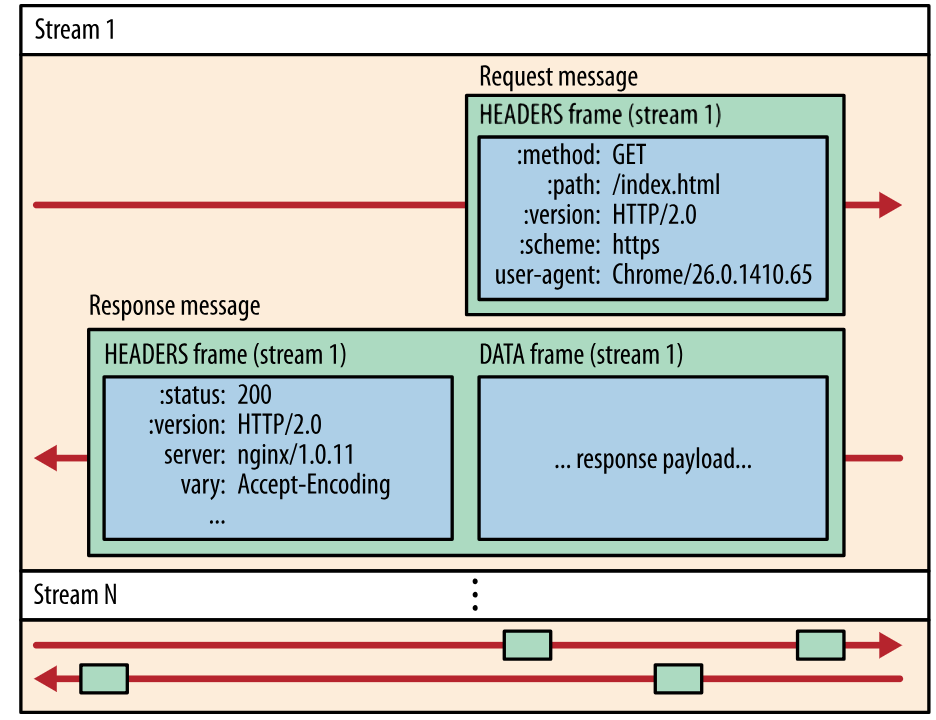 Stream 1
Request message
HEADERS frame (stream 1)
:method: GET
:path: /index.html
:version: HTTP/2.0
:scheme: https
user-agent: Chrome/26.0.1410.65
Response message
HEADERS frame (stream 1)
:status: 200
:version: HTTP/2.0
server: nginx/1.0.11
vary: Accept-Encoding
...
DATA frame (stream 1)
... response payload...
Stream N